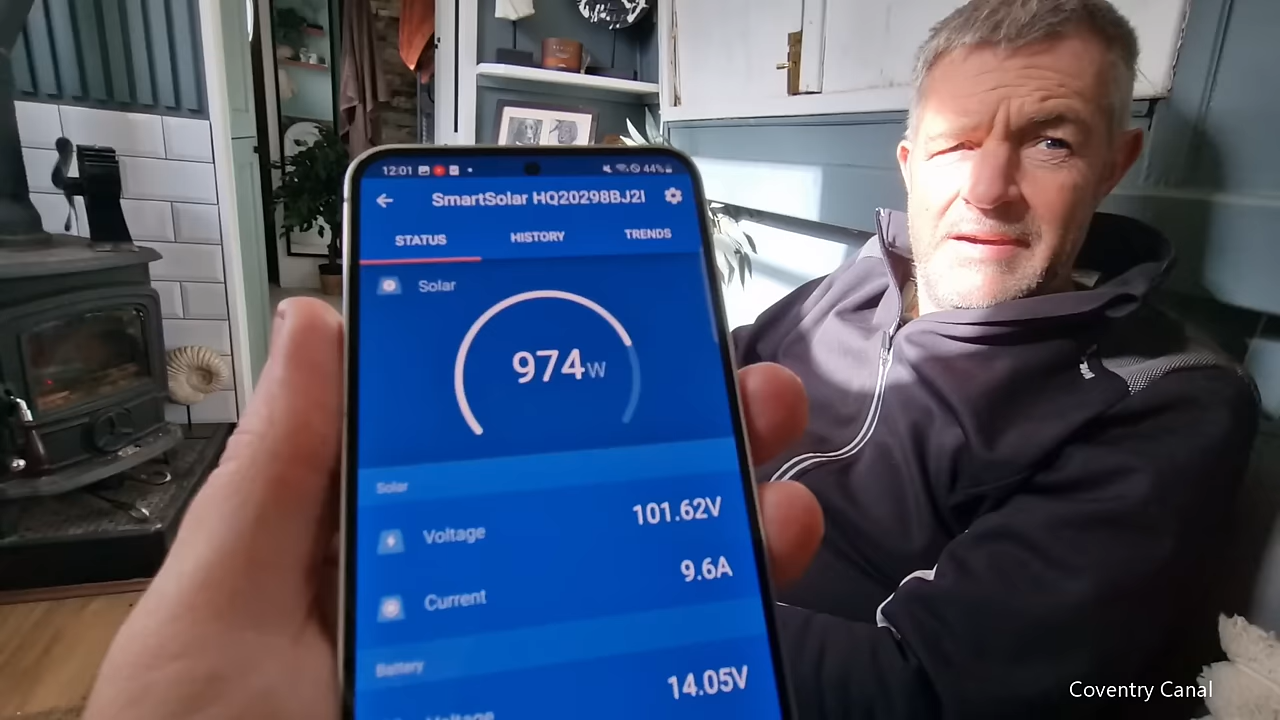 12:01 44%
SmartSolar HQ20298BJ2I
STATUS HISTORY TRENDS
Solar
974W
Solar
Voltage 101.62V
Current 9.6A
Battery
Voltage 14.05V
Coventry Canal